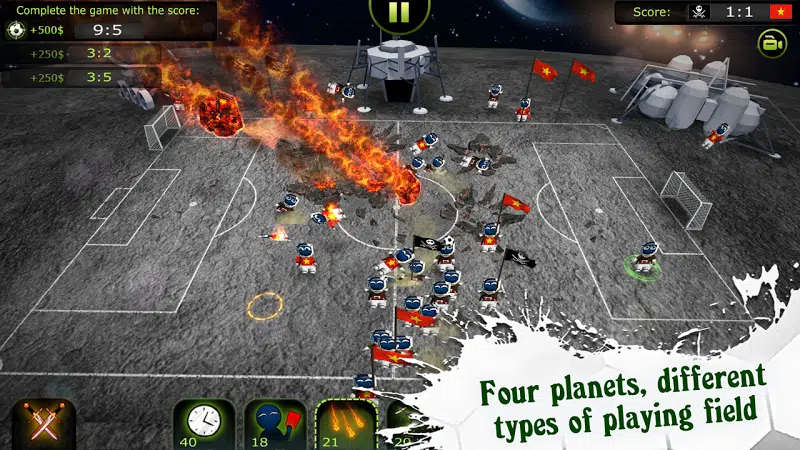 Complete the game with the score:
+500$ 9:5
+250$ 3:2
+250$ 3:5
Score: 1:1
40
18
21
20
Four planets, different
types of playing field